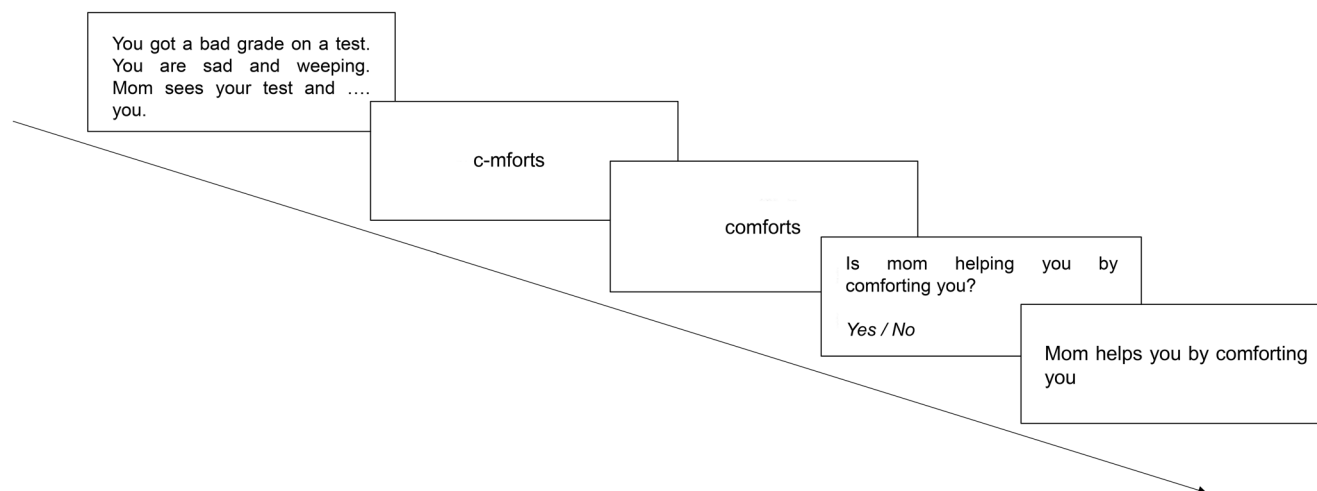 You got a bad grade on a test.
You are sad and weeping.
Mom sees your test and ....
you.
c-mforts
comforts
Is mom helping you by
comforting you?
Yes / No
Mom helps you by comforting
you